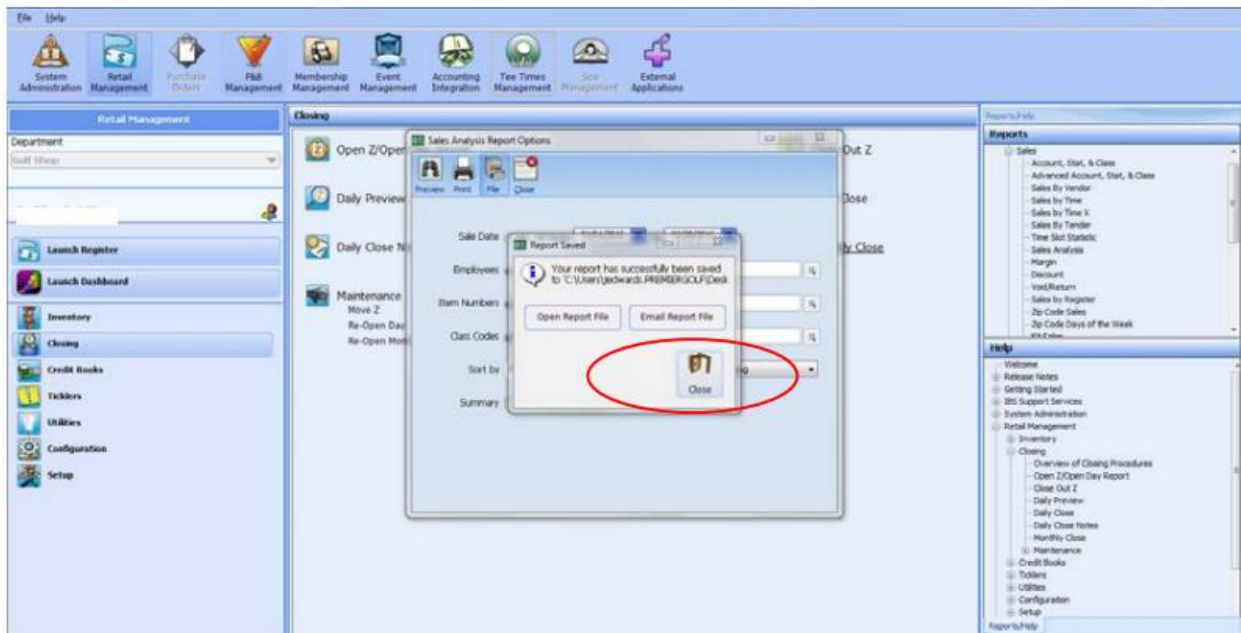 File Help
System Administration
Retail Management
Purchase Orders
F&B Management
Membership Management
Event Management
Accounting Integration
Tee Times Management
Management
External Applications
Retail Management
Department
Golf Shop
Launch Register
Launch Dashboard
Inventory
Closing
Credit Books
Ticklers
Utilities
Configuration
Setup
Closing
Open Z/Open
Out Z
Daily Preview
Close
Daily Close N
ly Close
Maintenance
Move Z
Re-Open Day
Re-Open Mon
Sales Analysis Report Options
Preview Print File Close
Sale Date
Employees
Item Numbers
Class Codes
Sort by
Summary
Report Saved
Your report has successfully been saved
to 'C:\Users\jedwards.PREMIERGOLF\Desk
Open Report File Email Report File
Close
Reports/Help
Reports
Sales
Account, Stat, & Class
Advanced Account, Stat, & Class
Sales By Vendor
Sales by Time
Sales by Time X
Sales By Tender
Time Slot Statistic
Sales Analysis
Margin
Discount
Void/Return
Sales by Register
Zip Code Sales
Zip Code Days of the Week
Help
Welcome
Release Notes
Getting Started
IBS Support Services
System Administration
Retail Management
Inventory
Closing
Overview of Closing Procedures
Open Z/Open Day Report
Close Out Z
Daily Preview
Daily Close
Daily Close Notes
Monthly Close
Maintenance
Credit Books
Ticklers
Utilities
Configuration
Setup
Reports/Help